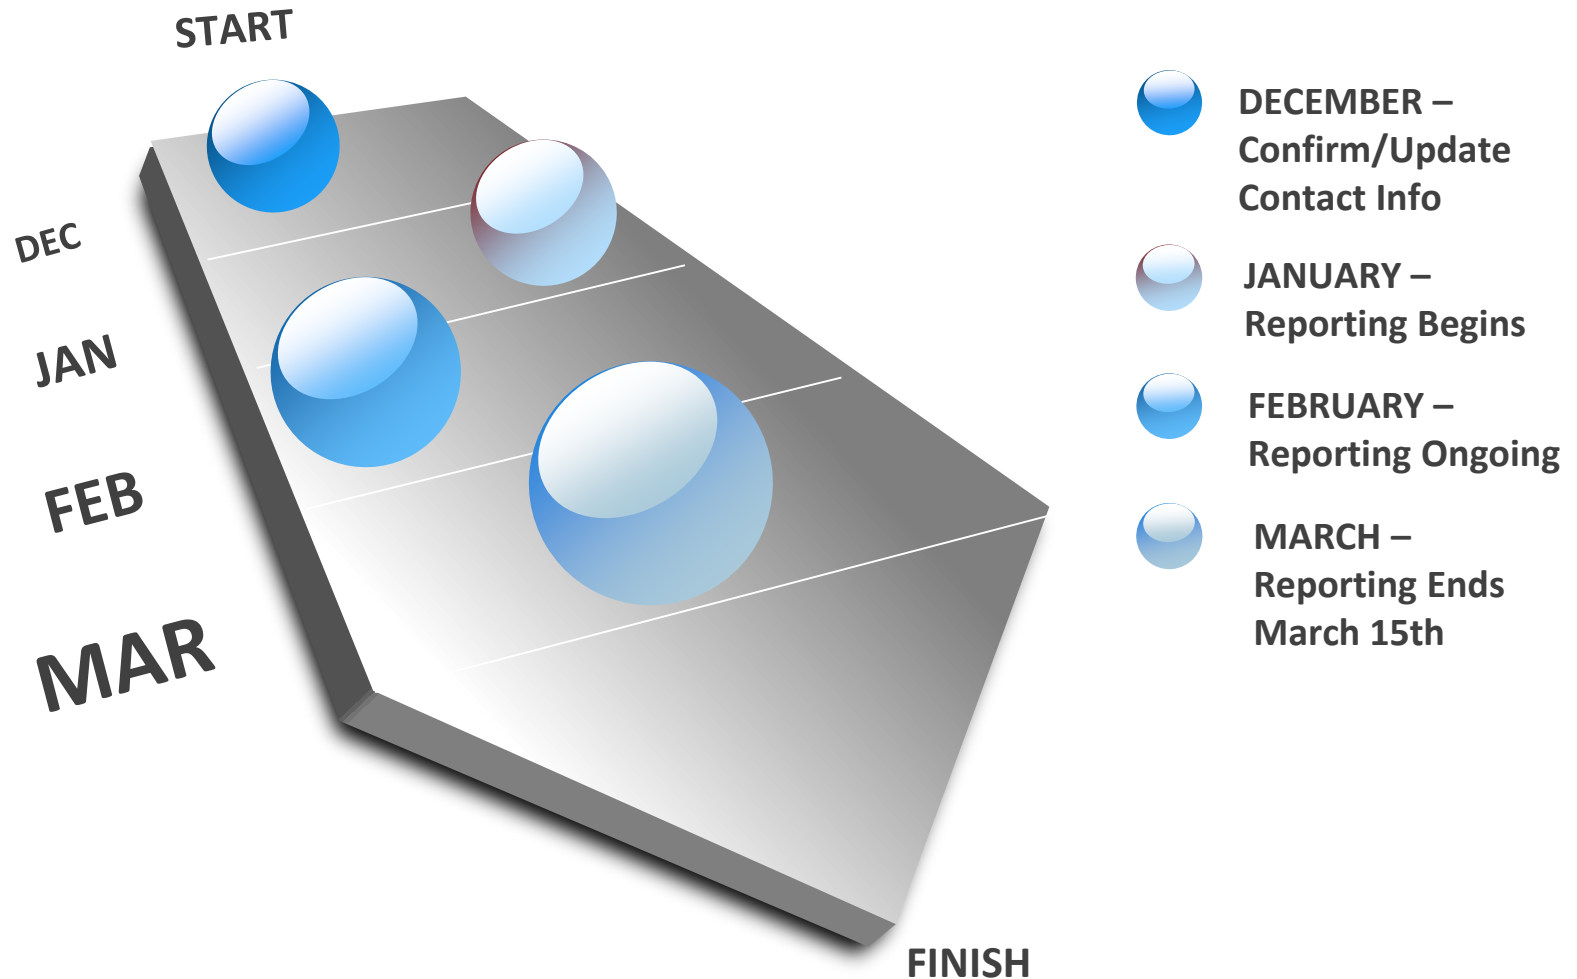 START
DEC
JAN
FEB
MAR
FINISH
DECEMBER –
Confirm/Update
Contact Info
JANUARY –
Reporting Begins
FEBRUARY –
Reporting Ongoing
MARCH –
Reporting Ends
March 15th